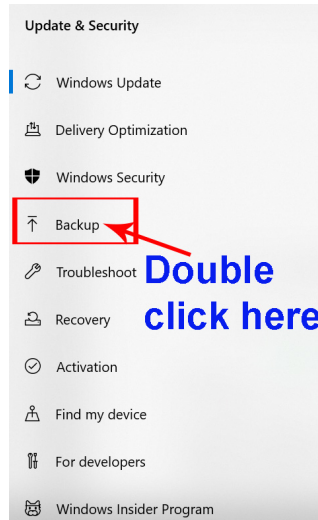 Update & Security
Windows Update
Delivery Optimization
Windows Security
Backup
Troubleshoot
Double
click here
Recovery
Activation
Find my device
For developers
Windows Insider Program